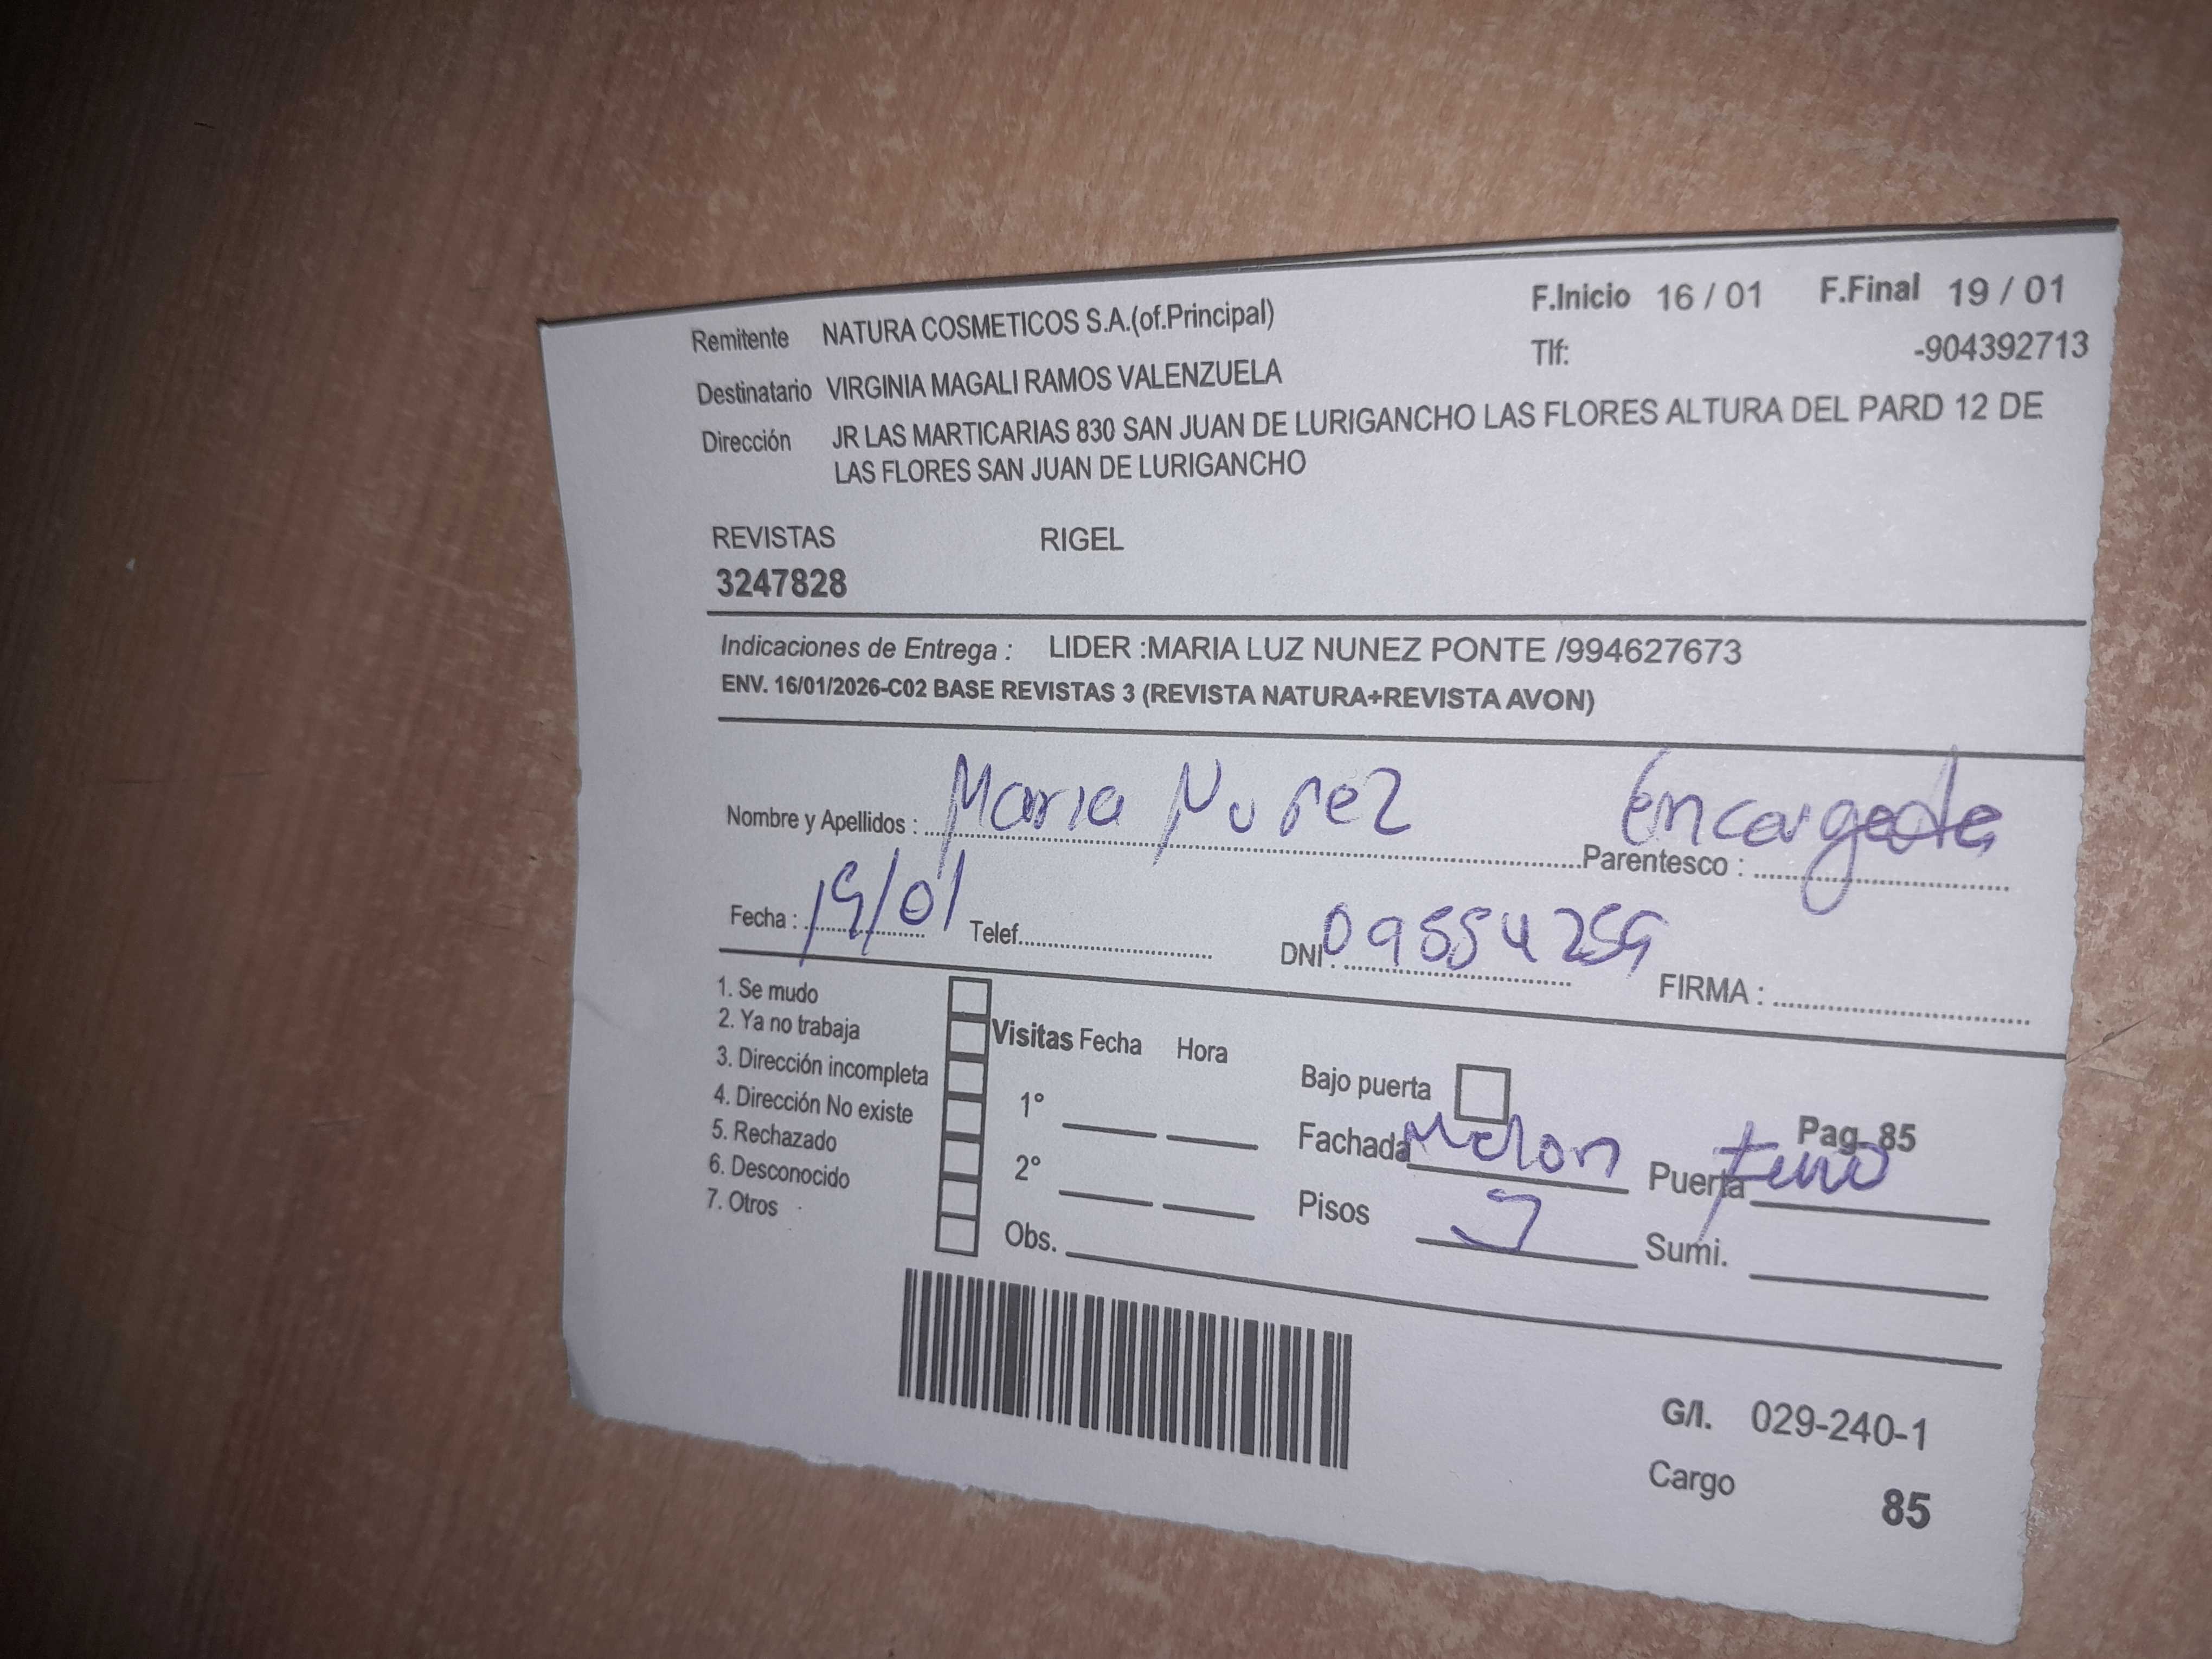 Remitente NATURA COSMETICOS S.A.(of.Principal) F.Inicio 16 / 01 F.Final 19 / 01
Destinatario VIRGINIA MAGALI RAMOS VALENZUELA Tlf: -904392713
Dirección JR LAS MARTICARIAS 830 SAN JUAN DE LURIGANCHO LAS FLORES ALTURA DEL PARD 12 DE
LAS FLORES SAN JUAN DE LURIGANCHO
REVISTAS RIGEL
3247828
Indicaciones de Entrega : LIDER :MARIA LUZ NUNEZ PONTE /994627673
ENV. 16/01/2026-C02 BASE REVISTAS 3 (REVISTA NATURA+REVISTA AVON)
Nombre y Apellidos : Maria Nuñez Parentesco : Encargada
Fecha : 19/01 Telef. DNI : 09554259 FIRMA :
1. Se mudo
2. Ya no trabaja
3. Dirección incompleta
4. Dirección No existe
5. Rechazado
6. Desconocido
7. Otros
Visitas Fecha Hora
1°
2°
Obs.
Bajo puerta
Fachada Melon Puerta
Pisos Sumi.
Pag. 85
G/I. 029-240-1
Cargo 85